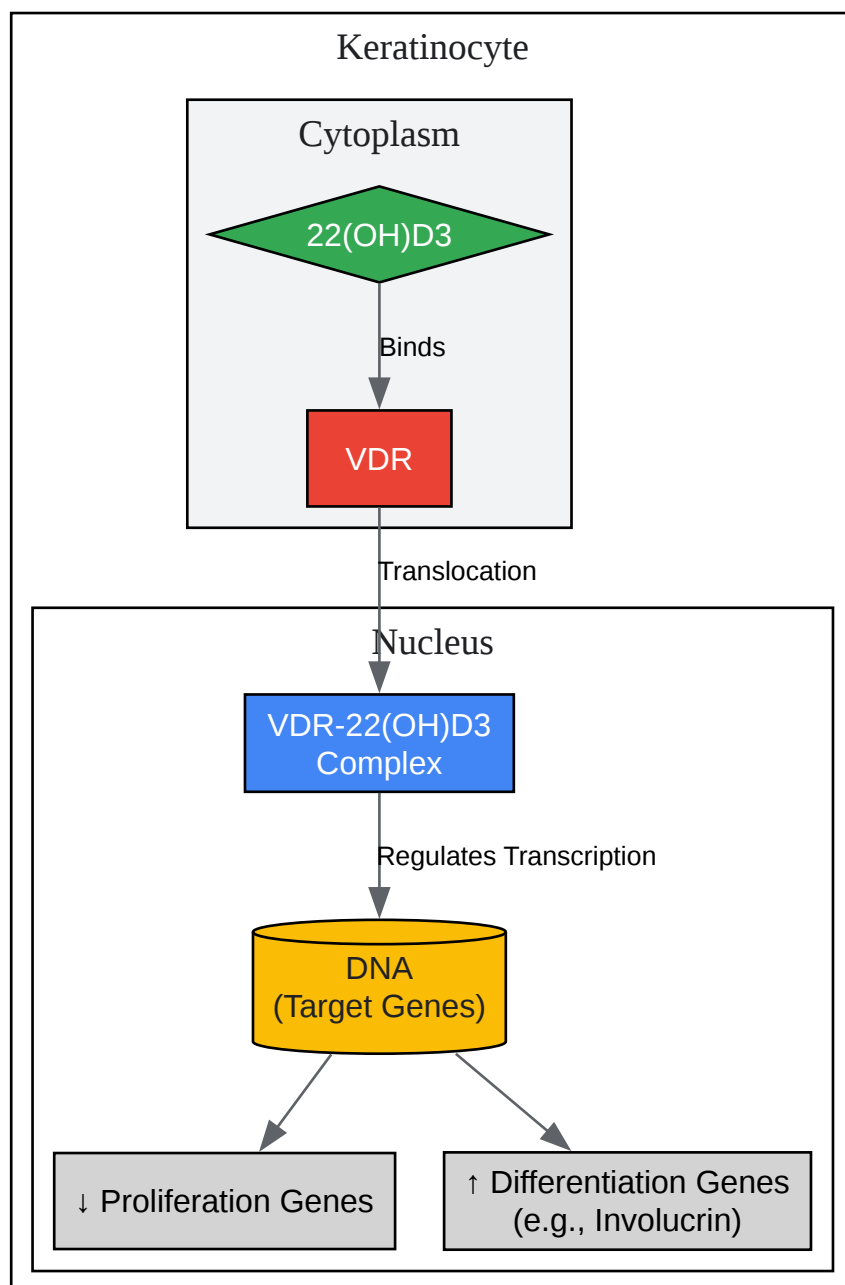 Keratinocyte
Cytoplasm
22(OH)D3
Binds
VDR
Translocation
Nucleus
VDR-22(OH)D3
Complex
Regulates Transcription
DNA
(Target Genes)
↓ Proliferation Genes
↑ Differentiation Genes
(e.g., Involucrin)